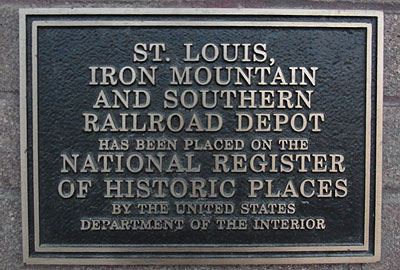 ST. LOUIS,
IRON MOUNTAIN
AND SOUTHERN
RAILROAD DEPOT
HAS BEEN PLACED ON THE
NATIONAL REGISTER
OF HISTORIC PLACES
BY THE UNITED STATES
DEPARTMENT OF THE INTERIOR